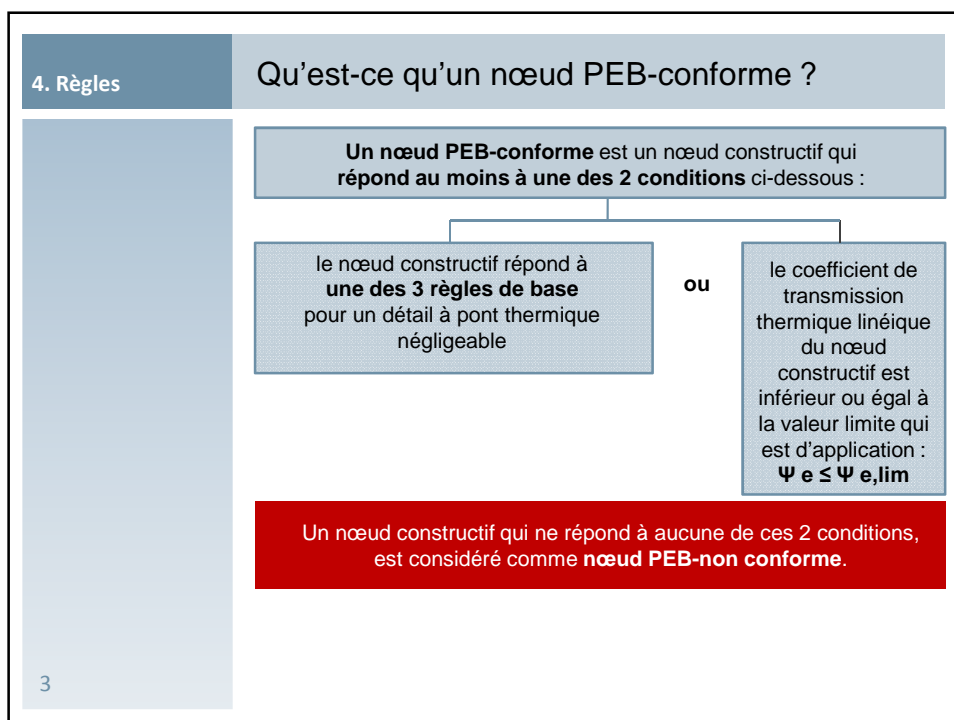 4. Règles
Qu'est-ce qu'un nœud PEB-conforme ?
Un nœud PEB-conforme est un nœud constructif qui
répond au moins à une des 2 conditions ci-dessous :
le nœud constructif répond à
une des 3 règles de base
pour un détail à pont thermique
négligeable
ou
le coefficient de
transmission
thermique linéique
du nœud
constructif est
inférieur ou égal à
la valeur limite qui
est d'application :
Ψ e ≤ Ψ e,lim
Un nœud constructif qui ne répond à aucune de ces 2 conditions,
est considéré comme nœud PEB-non conforme.
3